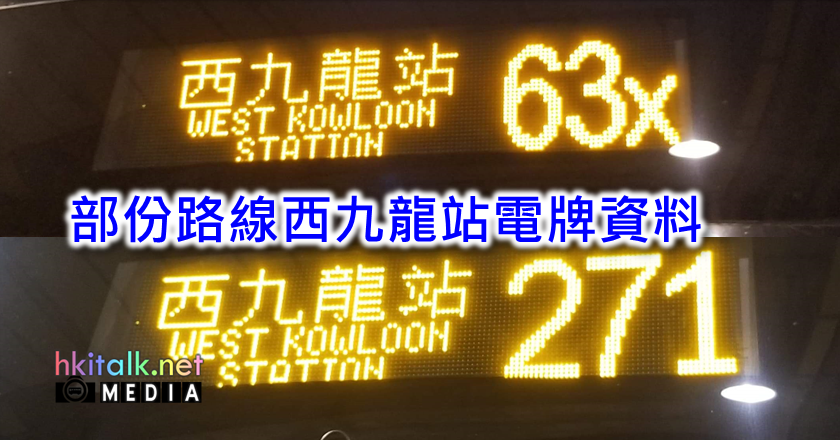 西九龍站 63x
WEST KOWLOON
STATION
部份路線西九龍站電牌資料
西九龍站 271
WEST KOWLOON
STATION
hkitalk.net
MEDIA